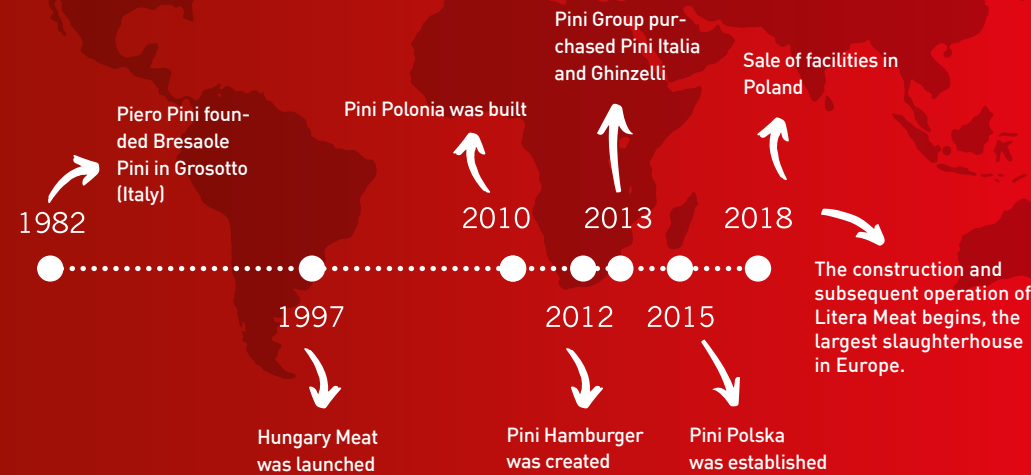 Piero Pini foun-
ded Bresaole
Pini in Grosotto
(Italy)
1982
Hungary Meat
was launched
1997
Pini Polonia was built
2010
Pini Hamburger
was created
2012
Pini Group pur-
chased Pini Italia
and Ghinzelli
2013
Pini Polska
was established
2015
Sale of facilities in
Poland
2018
The construction and
subsequent operation of
Litera Meat begins, the
largest slaughterhouse
in Europe.